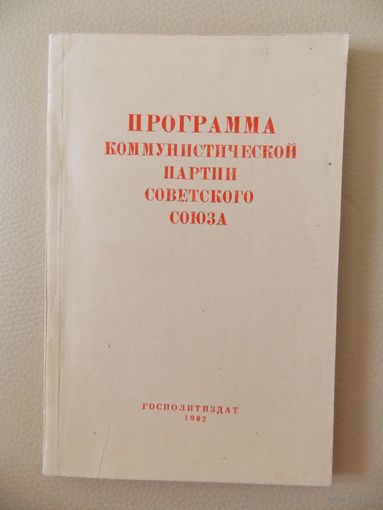 ПРОГРАММА
КОММУНИСТИЧЕСКОЙ
ПАРТИИ
СОВЕТСКОГО
СОЮЗА
ГОСПОЛИТИЗДАТ
1962